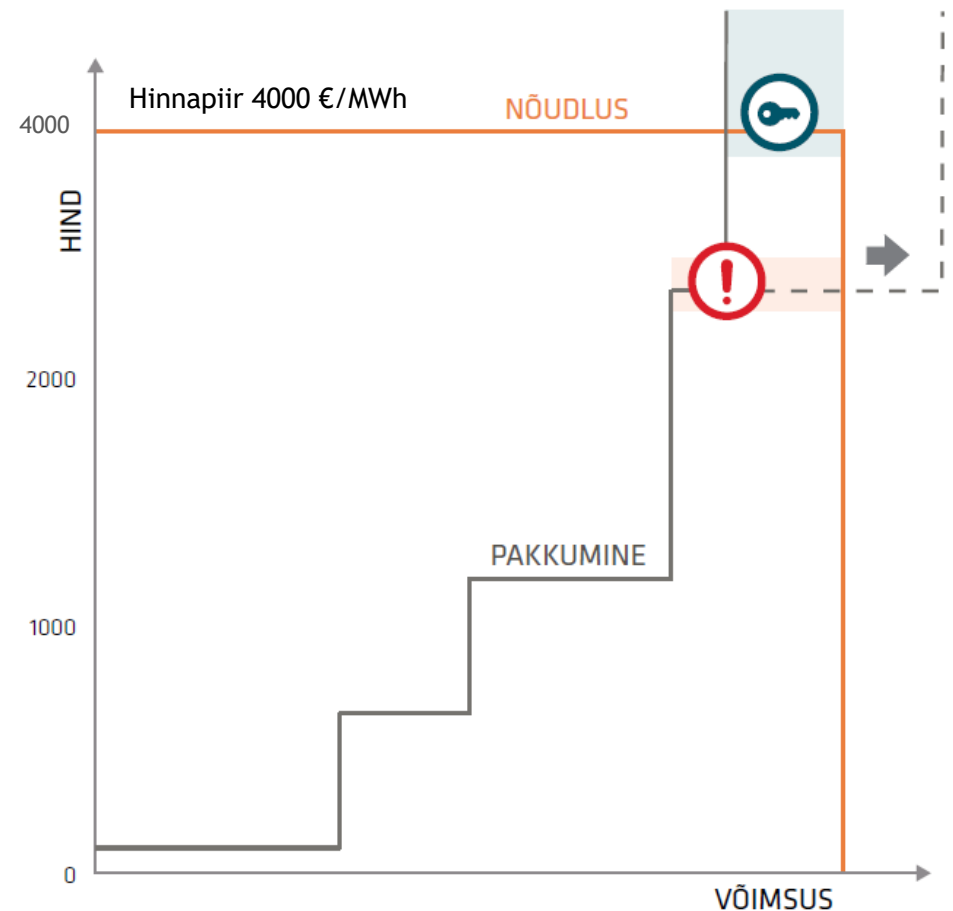 Hinnapiir 4000 €/MWh
NÕUDLUS
4000
HIND
2000
PAKKUMINE
1000
0
VÕIMSUS